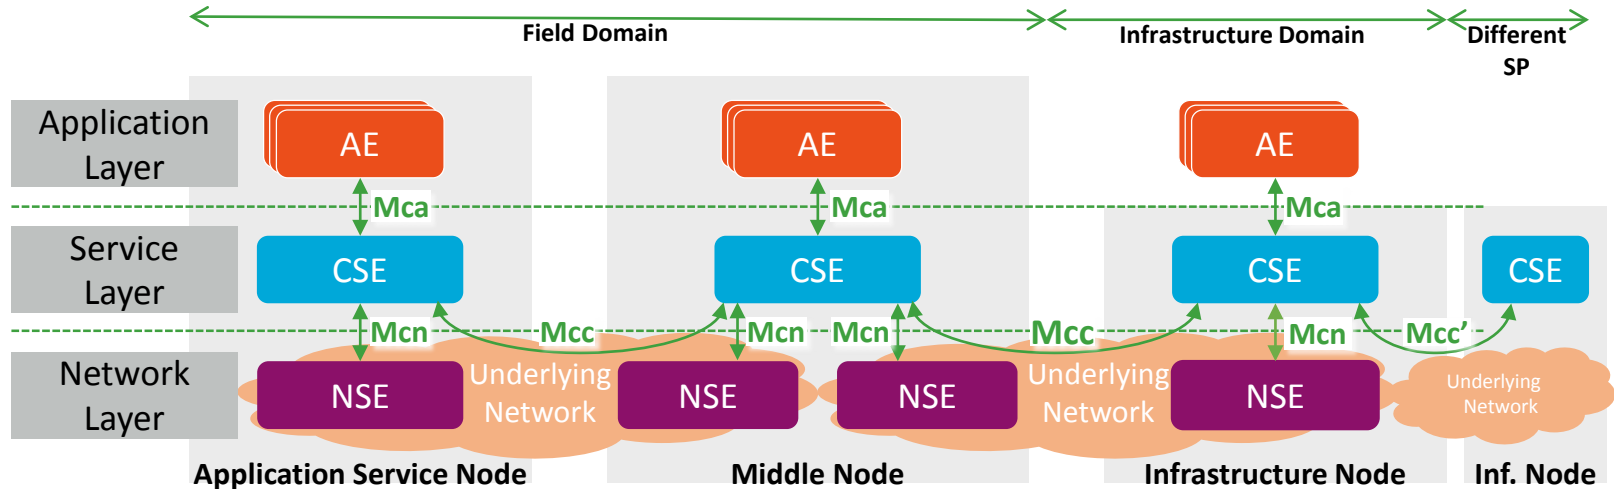 Field Domain
Infrastructure Domain
Different
SP
Application
Layer
AE
AE
AE
Mca
Mca
Mca
Service
Layer
CSE
CSE
CSE
CSE
Mcn
Mcc
Mcn
Mcn
Mcc
Mcn
Mcc’
Network
Layer
NSE
Underlying
Network
NSE
NSE
Underlying
Network
NSE
Underlying
Network
Application Service Node
Middle Node
Infrastructure Node
Inf. Node